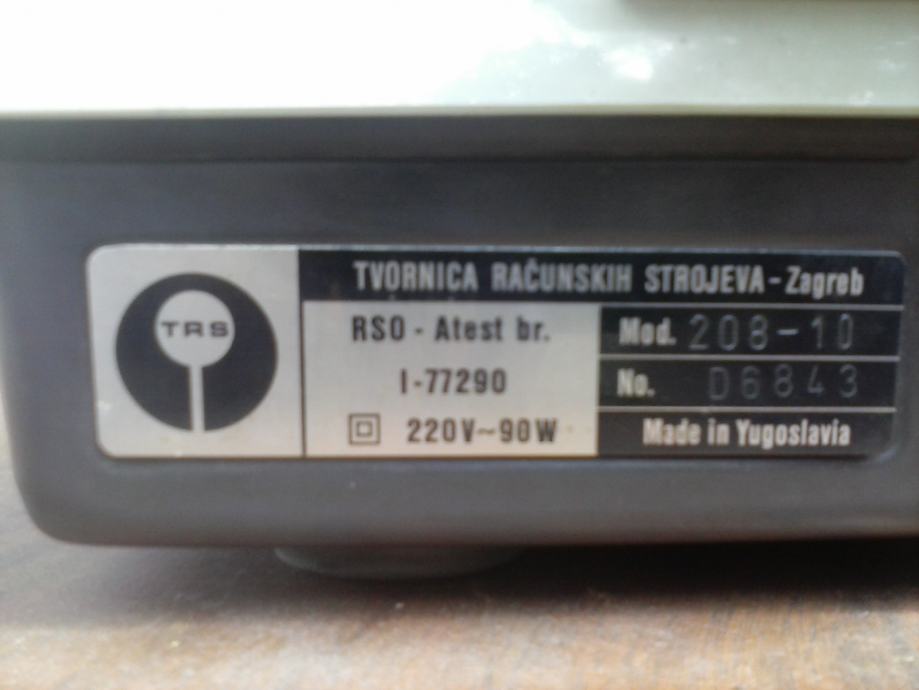 TRS
TVORNICA RAČUNSKIH STROJEVA - Zagreb
RSO - Atest br.
I-77290
220V~90W
Mod. 208-10
No. D6843
Made in Yugoslavia